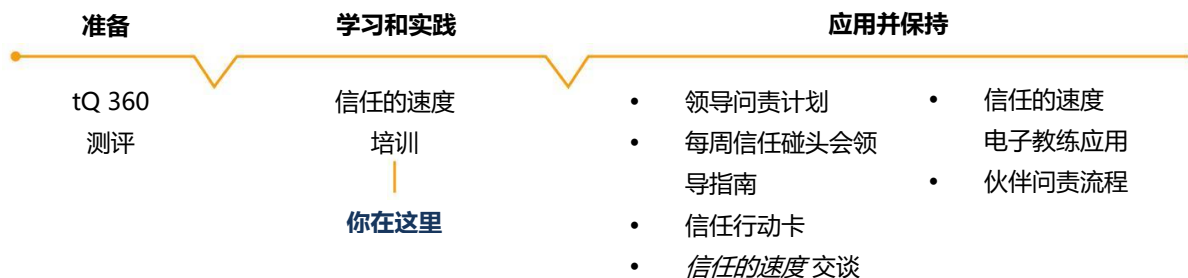 准备
tQ 360
测评
学习和实践
信任的速度
培训
你在这里
应用并保持
• 领导问责计划
• 每周信任碰头会领
导指南
• 信任行动卡
• 信任的速度 交谈
• 信任的速度
电子教练应用
• 伙伴问责流程